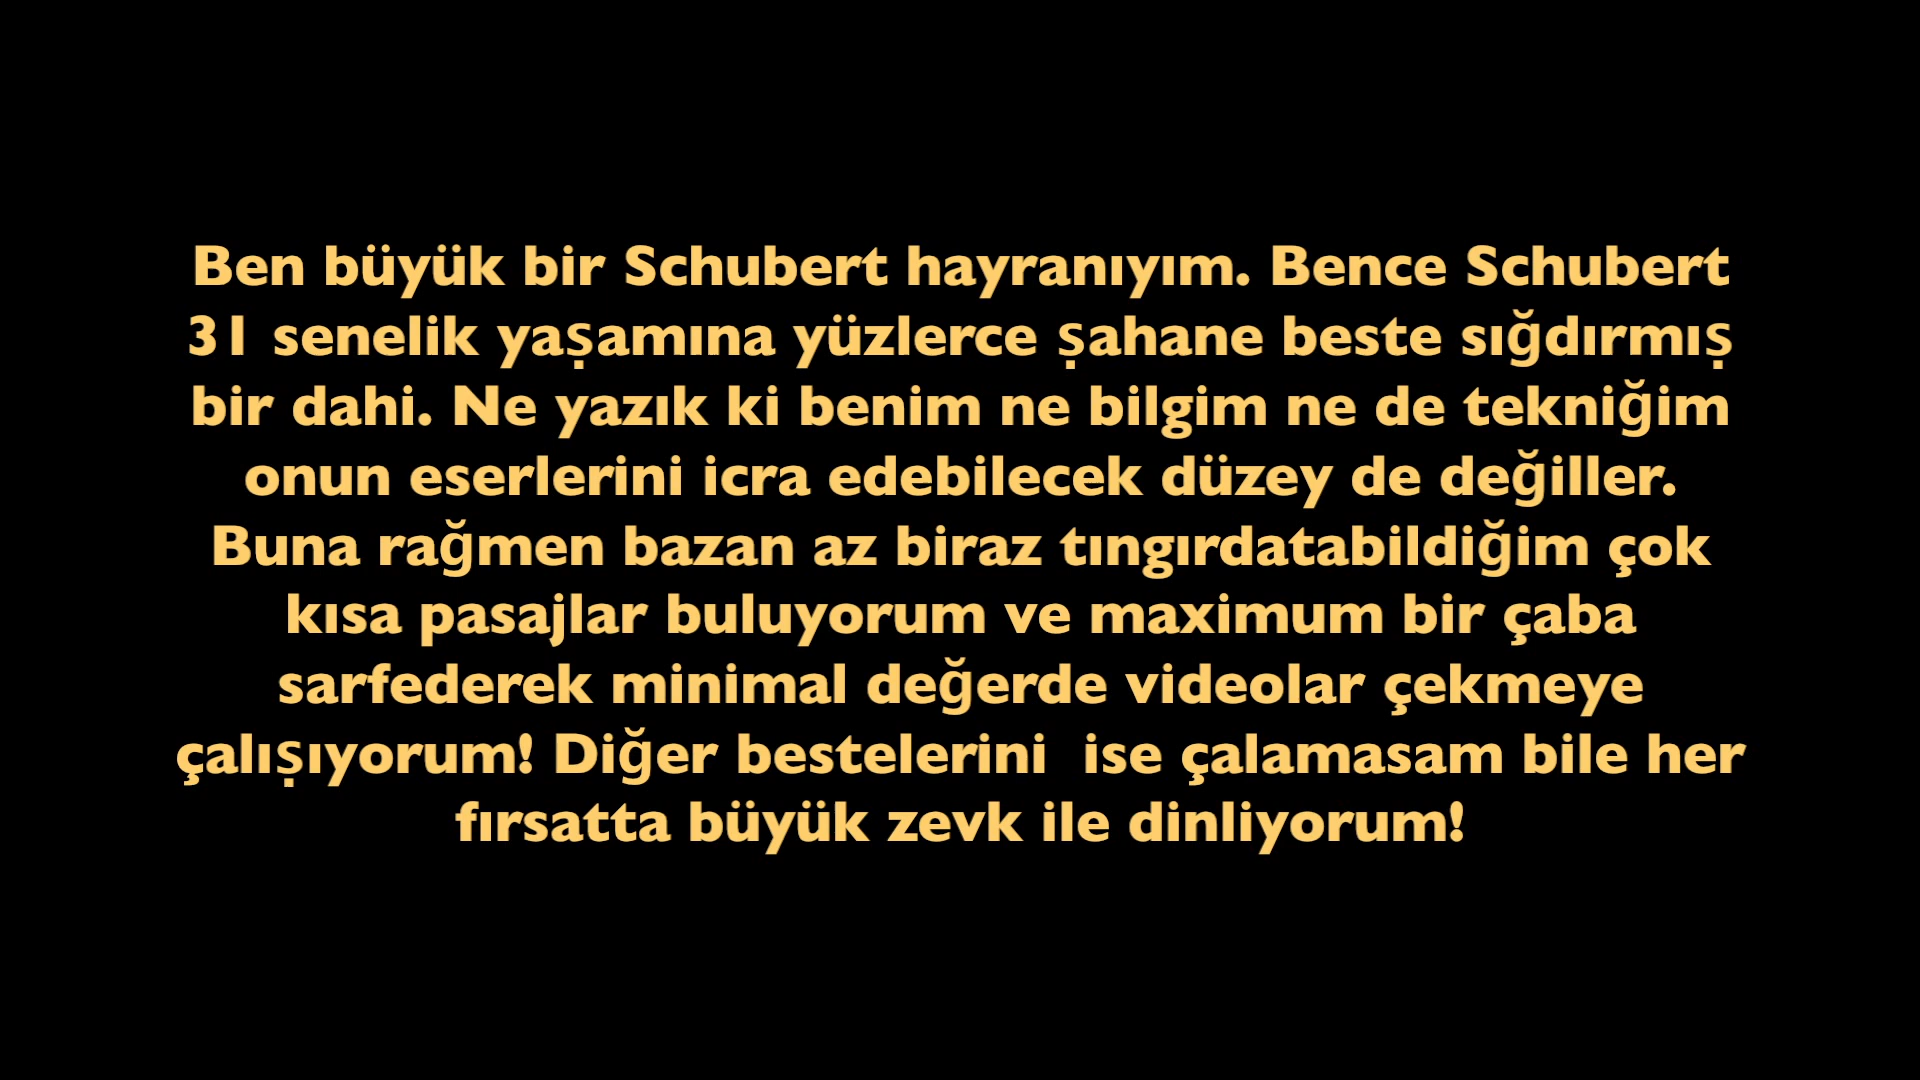 Ben büyük bir Schubert hayranıyım. Bence Schubert
31 senelik yaşamına yüzlerce şahane beste sığdırmış
bir dahi. Ne yazık ki benim ne bilgim ne de tekniğim
onun eserlerini icra edebilecek düzey de değiller.
Buna rağmen bazan az biraz tıngırdatabildiğim çok
kısa pasajlar buluyorum ve maximum bir çaba
sarfederek minimal değerde videolar çekmeye
çalışıyorum! Diğer bestelerini  ise çalamasam bile her
fırsatta büyük zevk ile dinliyorum!